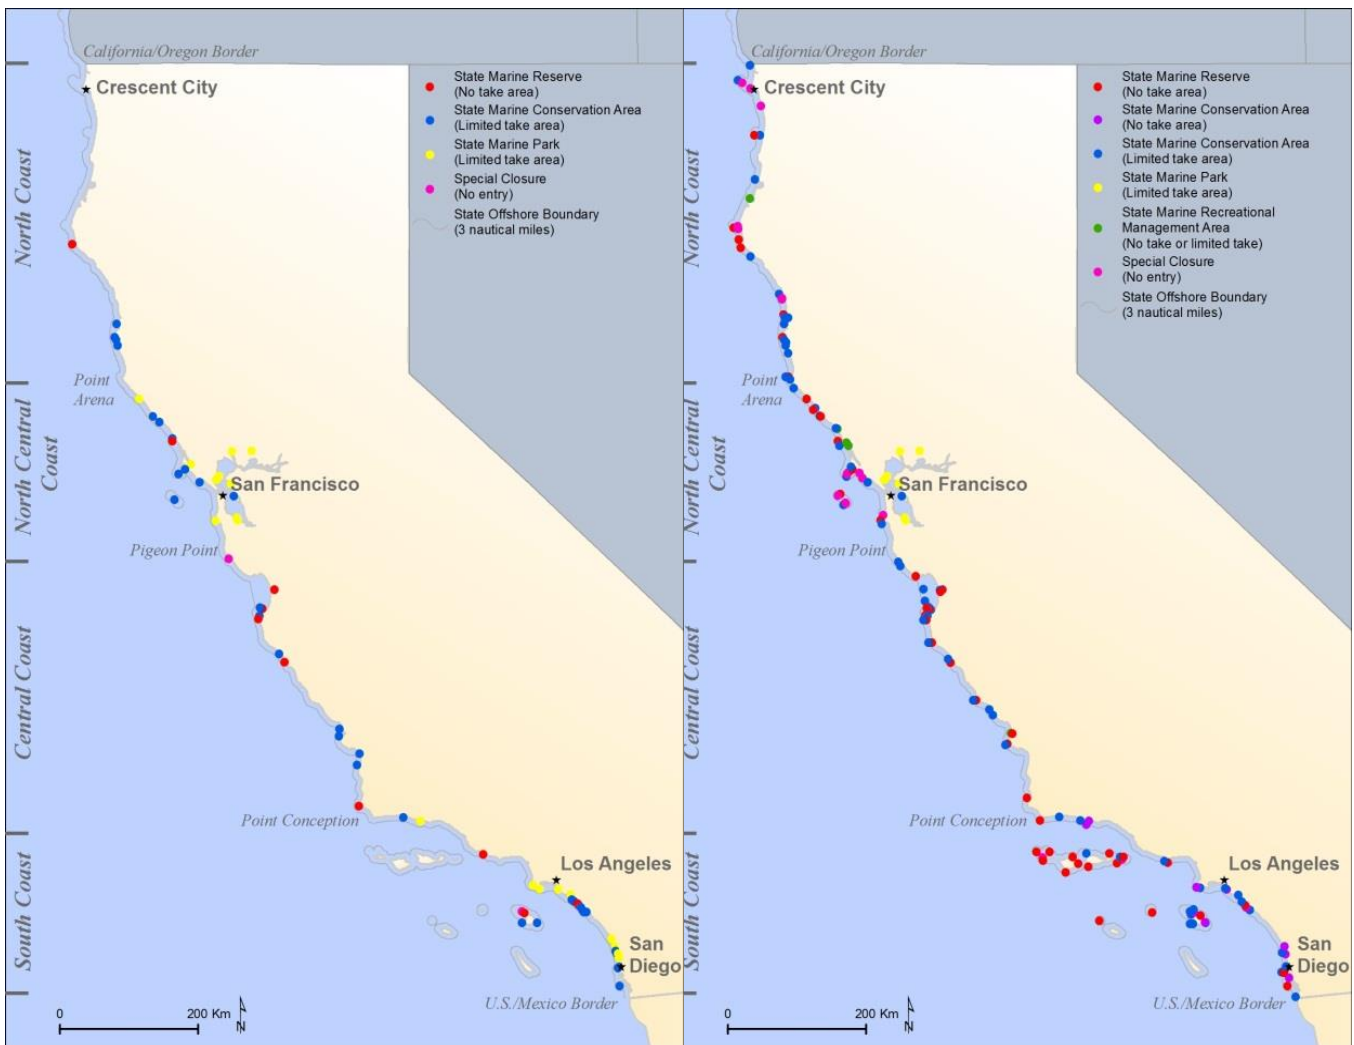 California/Oregon Border
Crescent City
State Marine Reserve
(No take area)
State Marine Conservation Area
(Limited take area)
State Marine Park
(Limited take area)
Special Closure
(No entry)
State Offshore Boundary
(3 nautical miles)
North Coast
Point
Arena
North Central
Coast
San Francisco
Pigeon Point
Central Coast
Point Conception
Los Angeles
South Coast
San
Diego
U.S./Mexico Border
0
200 Km
N
California/Oregon Border
Crescent City
State Marine Reserve
(No take area)
State Marine Conservation Area
(No take area)
State Marine Conservation Area
(Limited take area)
State Marine Park
(Limited take area)
State Marine Recreational
Management Area
(No take or limited take)
Special Closure
(No entry)
State Offshore Boundary
(3 nautical miles)
North Coast
Point
Arena
North Central
Coast
San Francisco
Pigeon Point
Central Coast
Point Conception
Los Angeles
South Coast
San
Diego
U.S./Mexico Border
0
200 Km
N